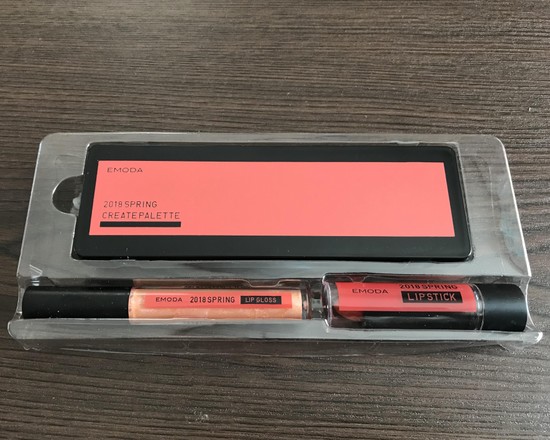 EMODA
2018 SPRING
CREATE PALETTE
EMODA 2018 SPRING LIP GLOSS
EMODA 2018 SPRING
LIPSTICK